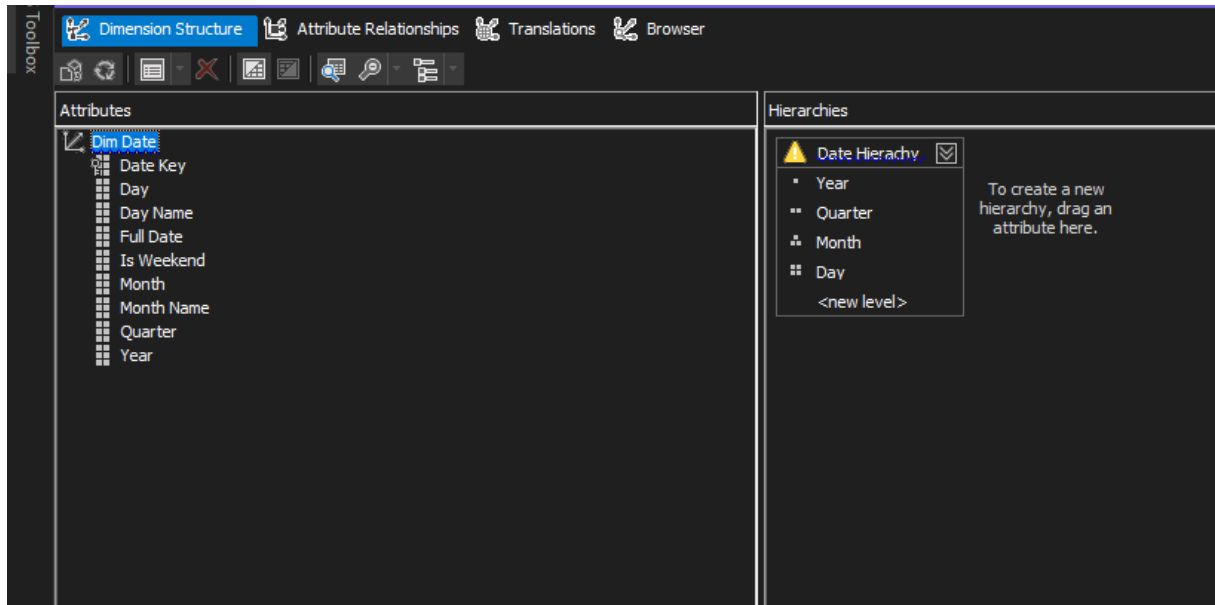 Toolbox
Dimension Structure Attribute Relationships Translations Browser
Attributes
Dim Date
Date Key
Day
Day Name
Full Date
Is Weekend
Month
Month Name
Quarter
Year
Hierarchies
Date Hierachy
Year
Quarter
Month
Day
<new level>
To create a new
hierarchy, drag an
attribute here.